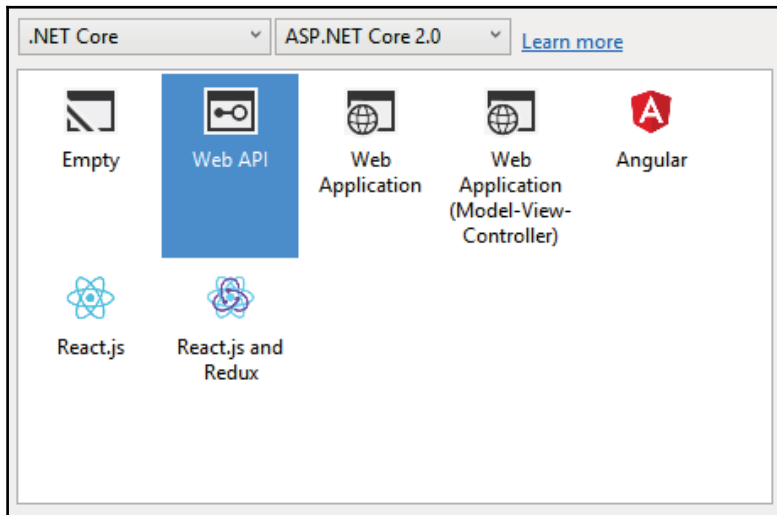 .NET Core
ASP.NET Core 2.0
Learn more
Empty
Web API
Web
Application
Web
Application
(Model-View-
Controller)
Angular
React.js
React.js and
Redux